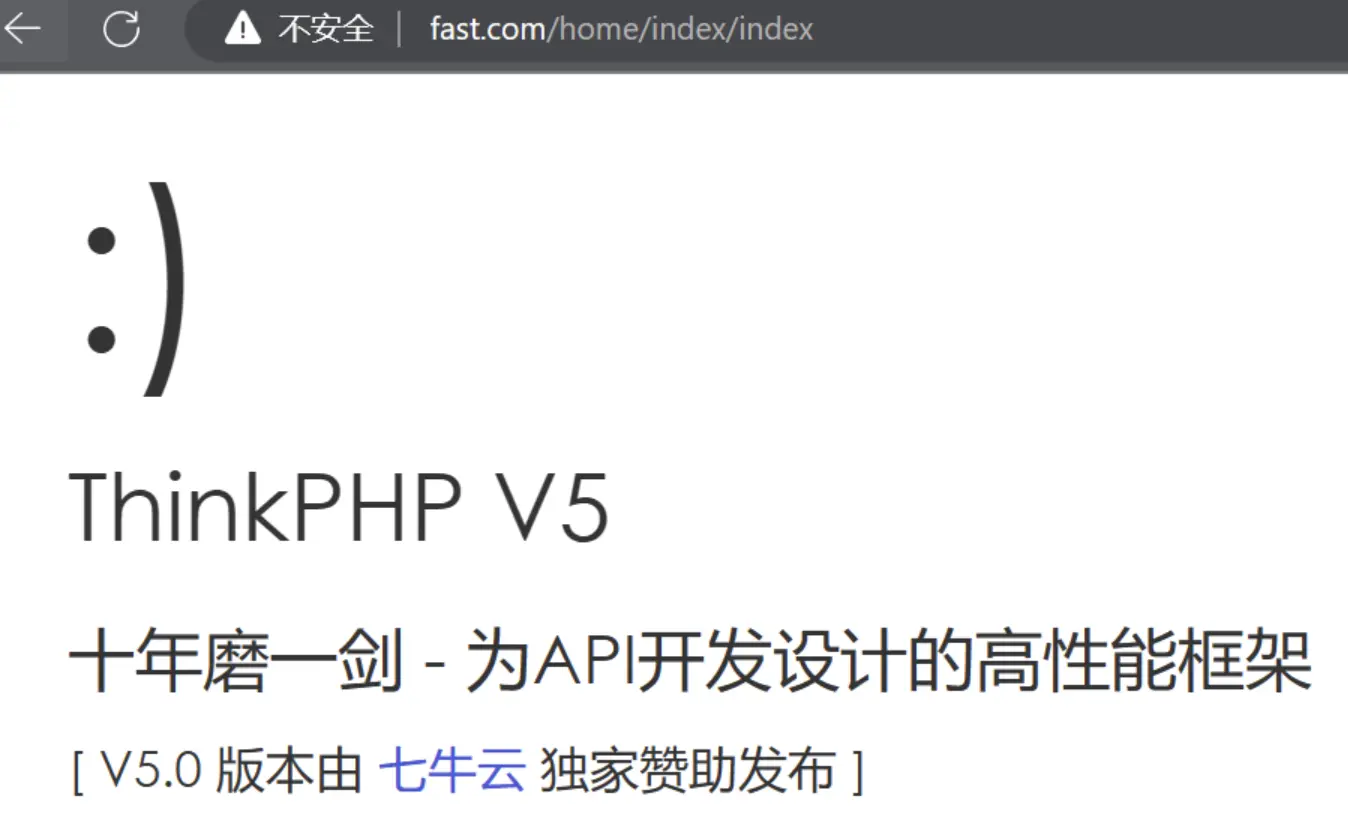 不安全 | fast.com/home/index/index
:)
ThinkPHP V5
十年磨一剑 - 为API开发设计的高性能框架
[ V5.0 版本由 七牛云 独家赞助发布 ]